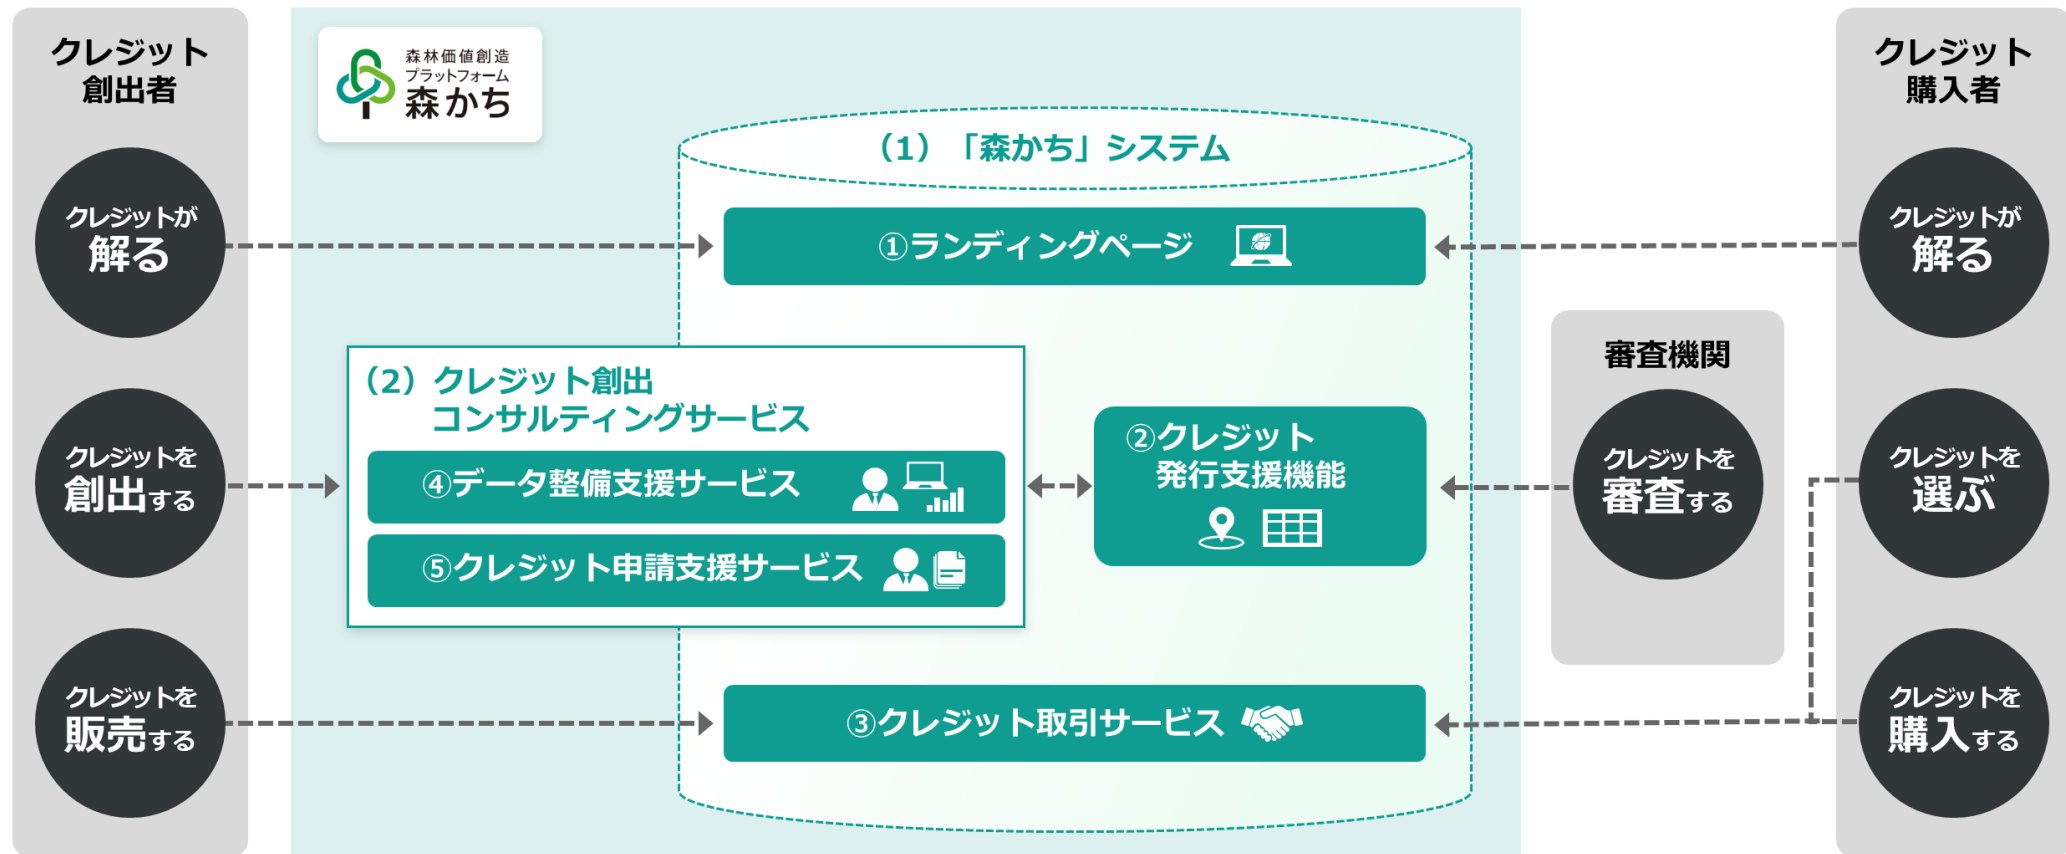 クレジット
創出者
クレジットが
解る
クレジットを
創出する
クレジットを
販売する
森林価値創造
プラットフォーム
森かち
（1）「森かち」システム
①ランディングページ
（2）クレジット創出
コンサルティングサービス
④データ整備支援サービス
⑤クレジット申請支援サービス
②クレジット
発行支援機能
③クレジット取引サービス
審査機関
クレジットを
審査する
クレジット
購入者
クレジットが
解る
クレジットを
選ぶ
クレジットを
購入する